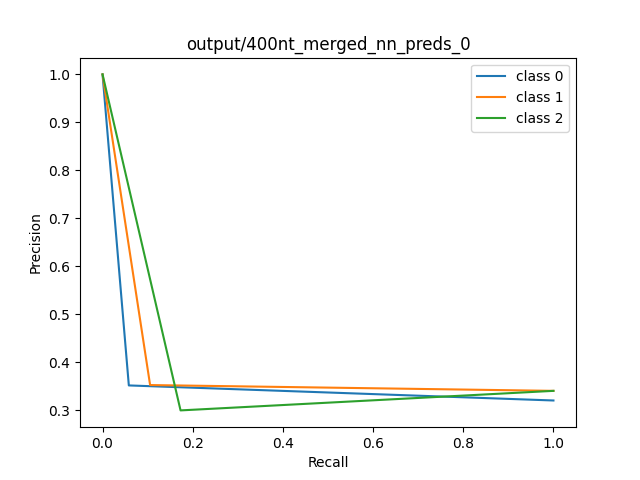 output/400nt_merged_nn_preds_0
class 0
class 1
class 2
1.0
0.9
0.8
0.7
0.6
0.5
0.4
0.3
Precision
0.0 0.2 0.4 0.6 0.8 1.0
Recall